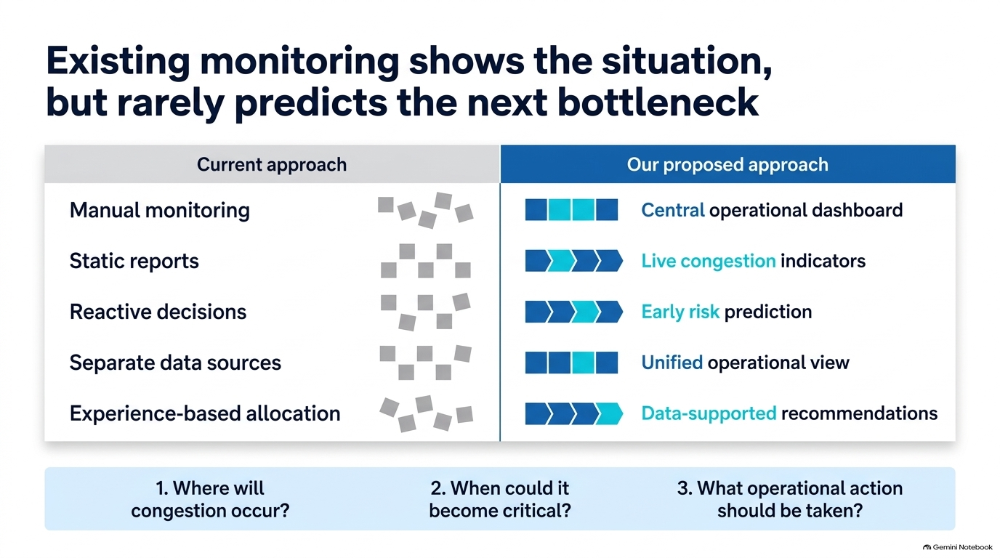 Existing monitoring shows the situation,
but rarely predicts the next bottleneck
Current approach
Our proposed approach
Manual monitoring
Central operational dashboard
Static reports
Live congestion indicators
Reactive decisions
Early risk prediction
Separate data sources
Unified operational view
Experience-based allocation
Data-supported recommendations
1. Where will
congestion occur?
2. When could it
become critical?
3. What operational action
should be taken?
Gemini Notebook